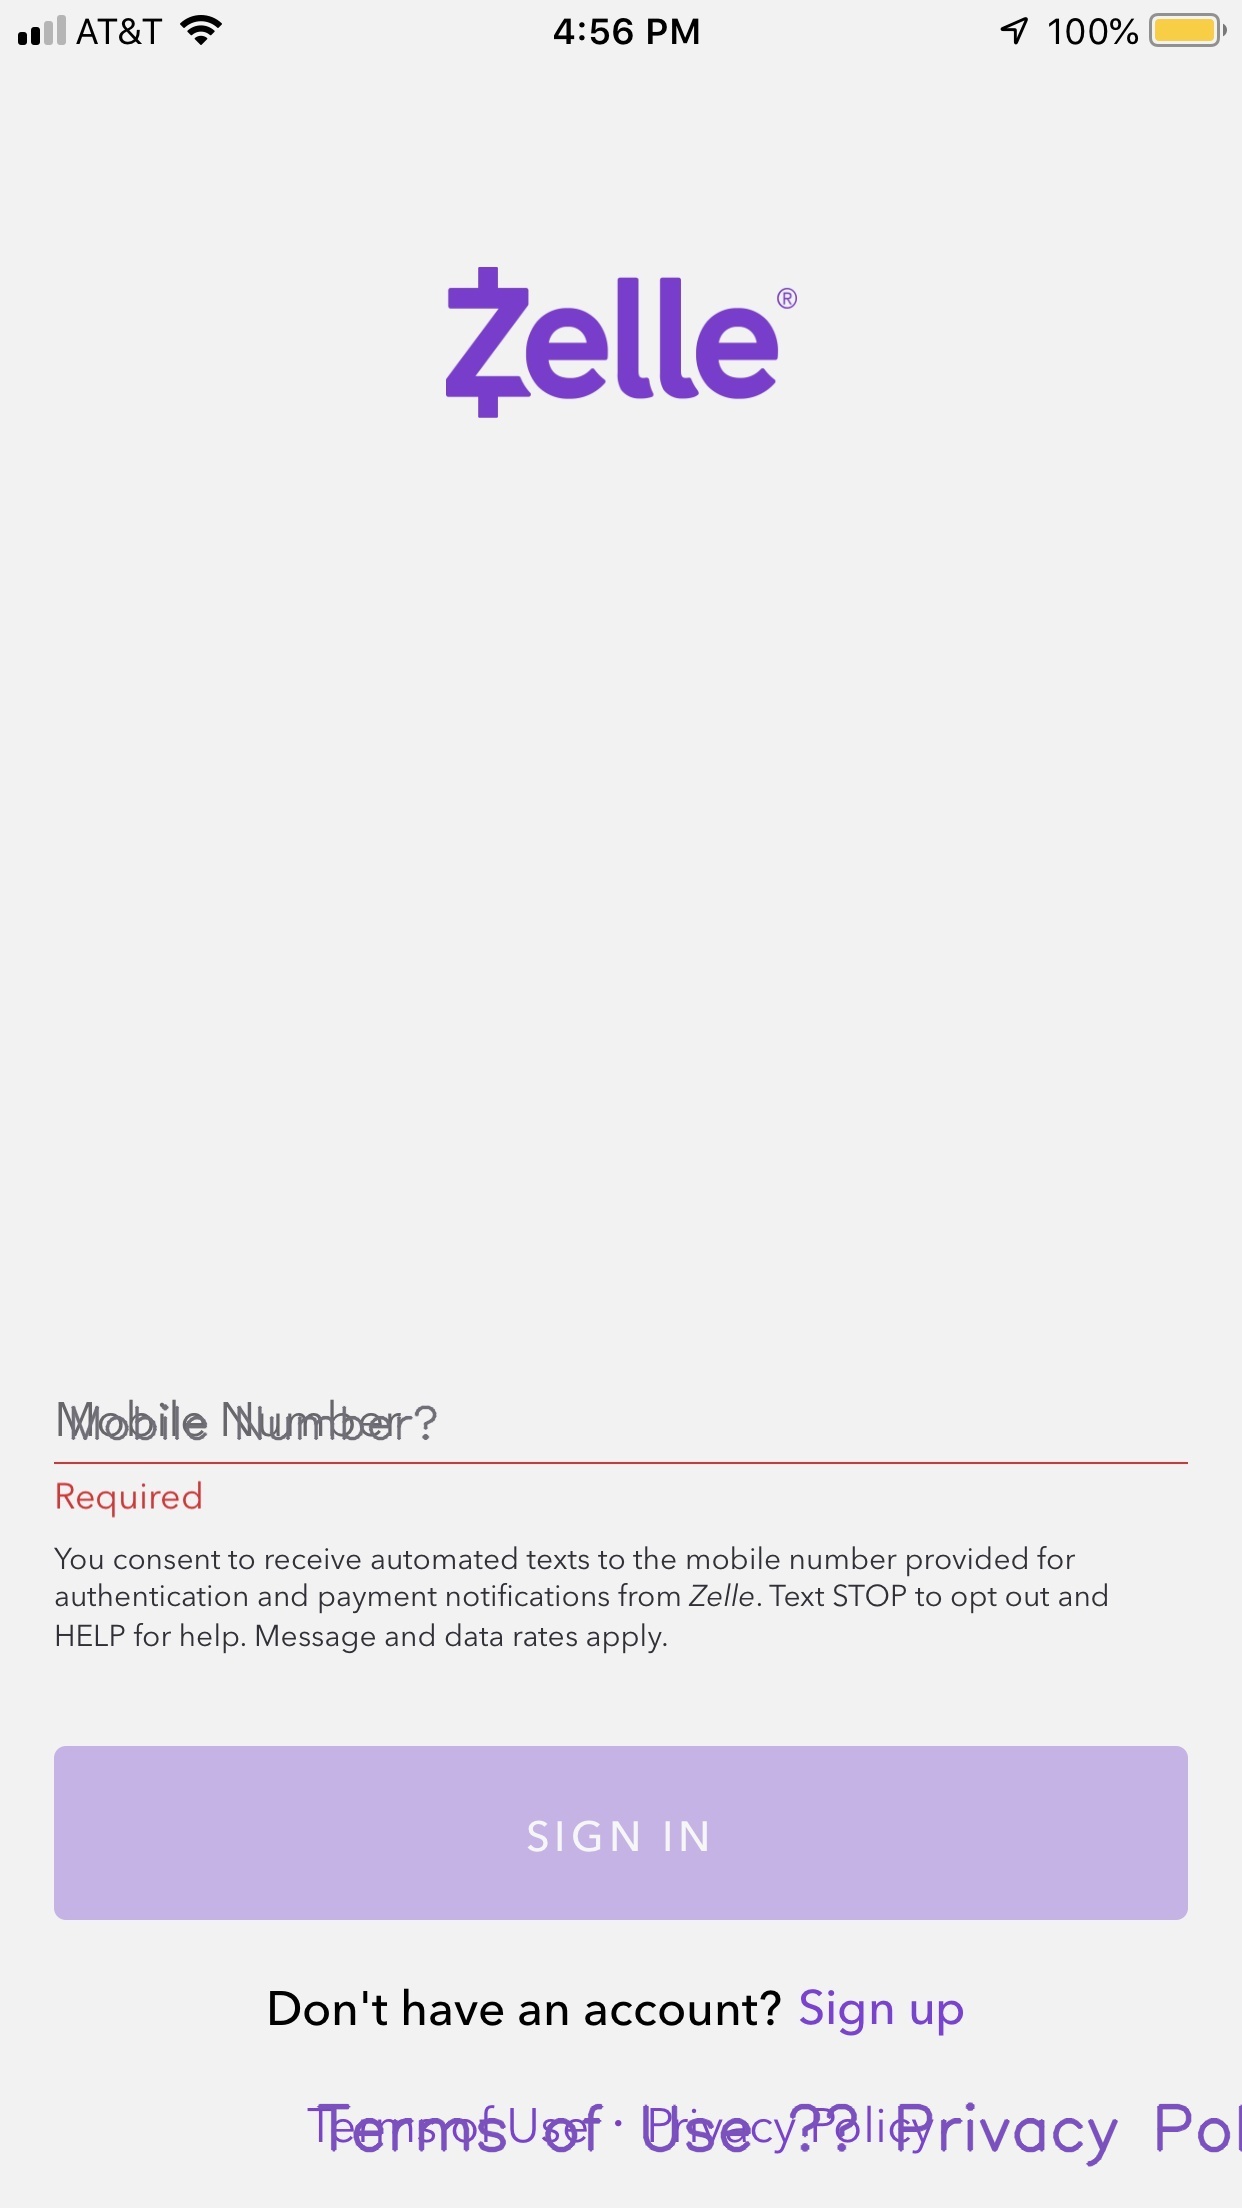 AT&T 4:56 PM 100%
Zelle®
Mobile Number
Mobile Number?
Required
You consent to receive automated texts to the mobile number provided for
authentication and payment notifications from Zelle. Text STOP to opt out and
HELP for help. Message and data rates apply.
SIGN IN
Don't have an account? Sign up
Terms of Use · Privacy Policy
Terms of Use ?? Privacy Pol